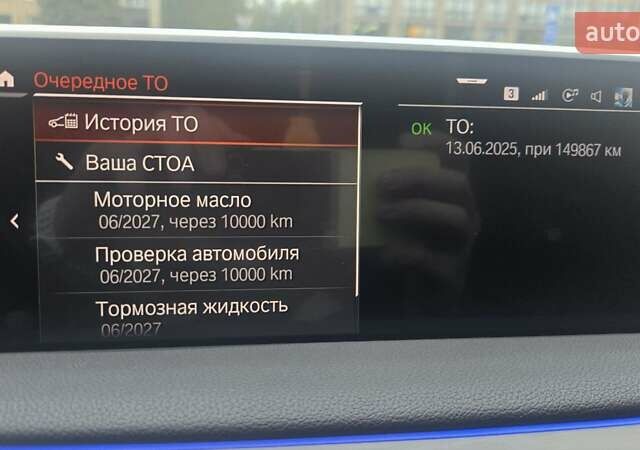 auto
Очередное ТО
3
История ТО
Ваша СТОА
Моторное масло
06/2027, через 10000 km
Проверка автомобиля
06/2027, через 10000 km
Тормозная жидкость
06/2027
OK ТО:
13.06.2025, при 149867 км